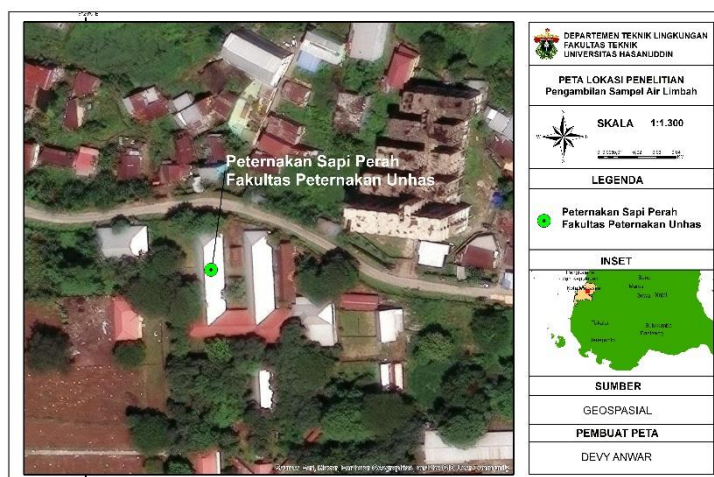 Peternakan Sapi Perah
Fakultas Peternakan Unhas
DEPARTEMEN TEKNIK LINGKUNGAN
FAKULTAS TEKNIK
UNIVERSITAS HASANUDDIN
PETA LOKASI PENELITIAN
Pengambilan Sampel Air Limbah
SKALA 1:1.300
LEGENDA
Peternakan Sapi Perah
Fakultas Peternakan Unhas
INSET
SUMBER
GEOSPASIAL
PEMBUAT PETA
DEVY ANWAR